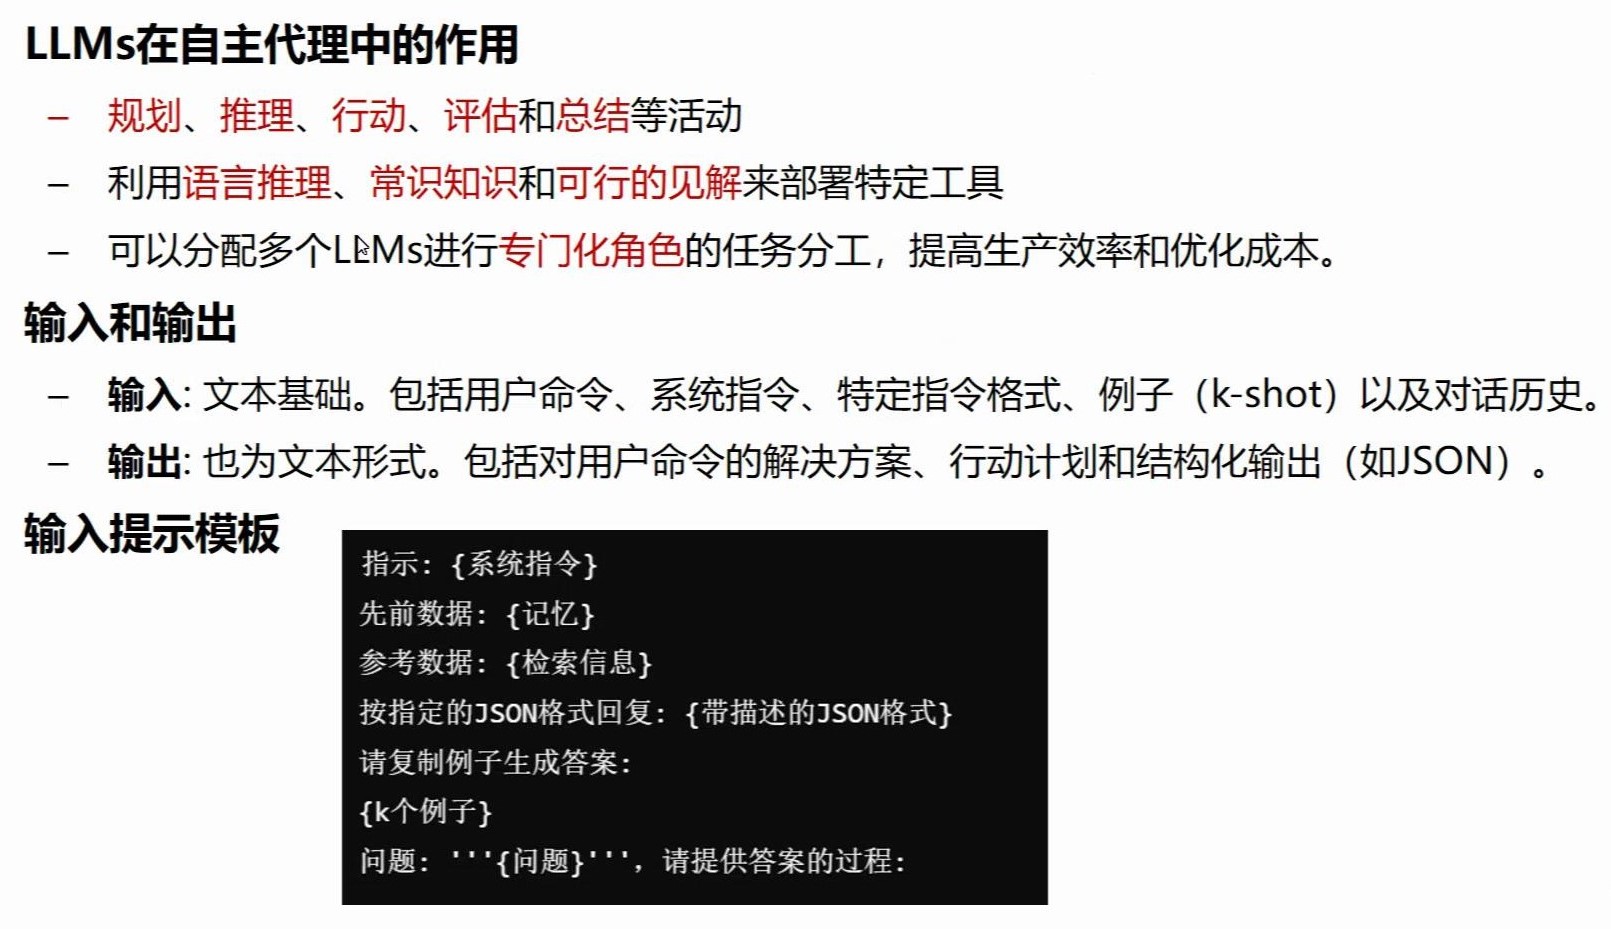 LLMs在自主代理中的作用
– 规划、推理、行动、评估和总结等活动
– 利用语言推理、常识知识和可行的见解来部署特定工具
– 可以分配多个LLMs进行专门化角色的任务分工，提高生产效率和优化成本。
输入和输出
– 输入: 文本基础。包括用户命令、系统指令、特定指令格式、例子（k-shot）以及对话历史。
– 输出: 也为文本形式。包括对用户命令的解决方案、行动计划和结构化输出（如JSON）。
输入提示模板
指示: {系统指令}
先前数据: {记忆}
参考数据: {检索信息}
按指定的JSON格式回复: {带描述的JSON格式}
请复制例子生成答案:
{k个例子}
问题: '''{问题}''', 请提供答案的过程: